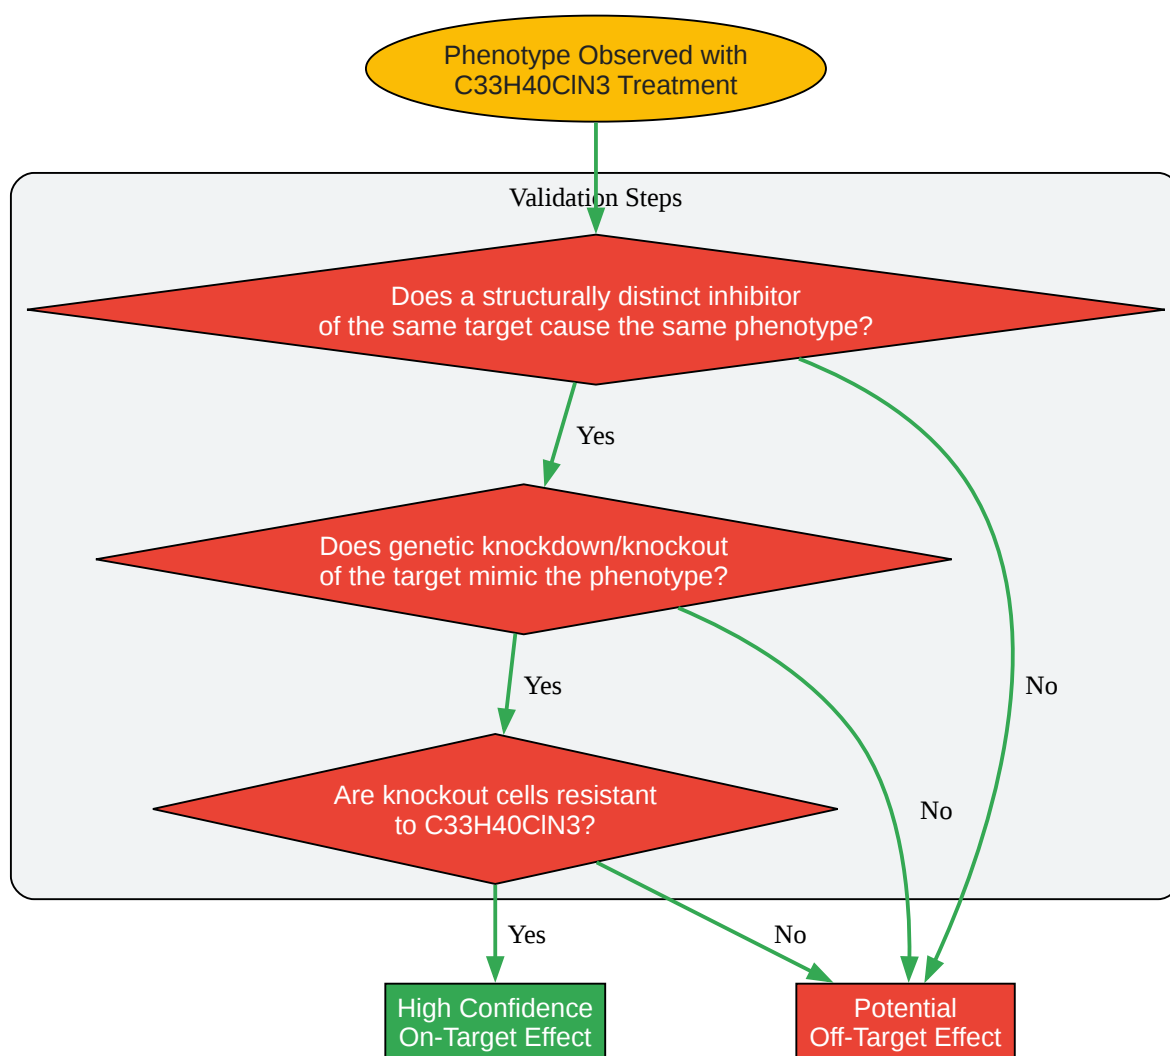 Phenotype Observed with
C33H40ClN3 Treatment
Validation Steps
Does a structurally distinct inhibitor
of the same target cause the same phenotype?
Yes
Does genetic knockdown/knockout
of the target mimic the phenotype?
Yes
No
Are knockout cells resistant
to C33H40ClN3?
No
Yes
No
High Confidence
On-Target Effect
Potential
Off-Target Effect